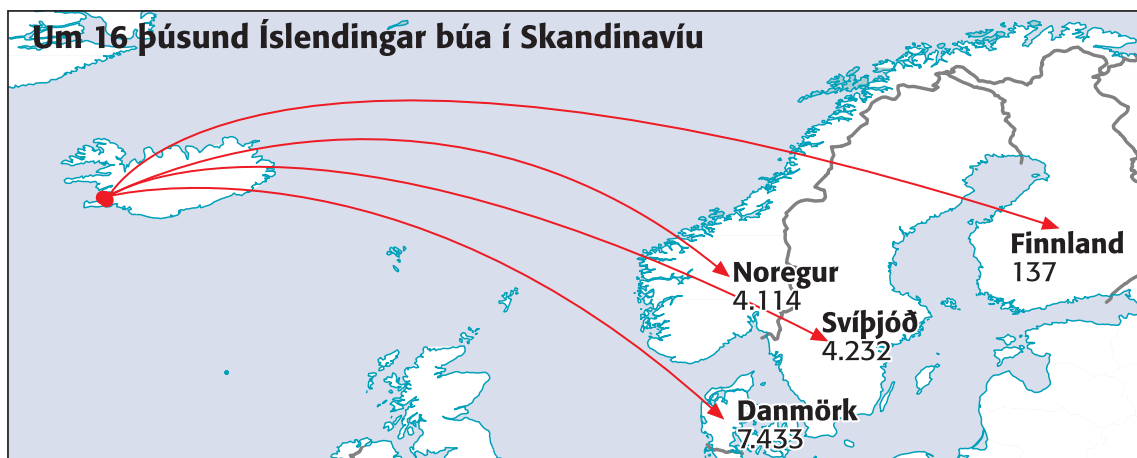 Um 16 þúsund Íslendingar búa í Skandinavíu
Finnland
137
Noregur
4.114
Svíþjóð
4.232
Danmörk
7.433